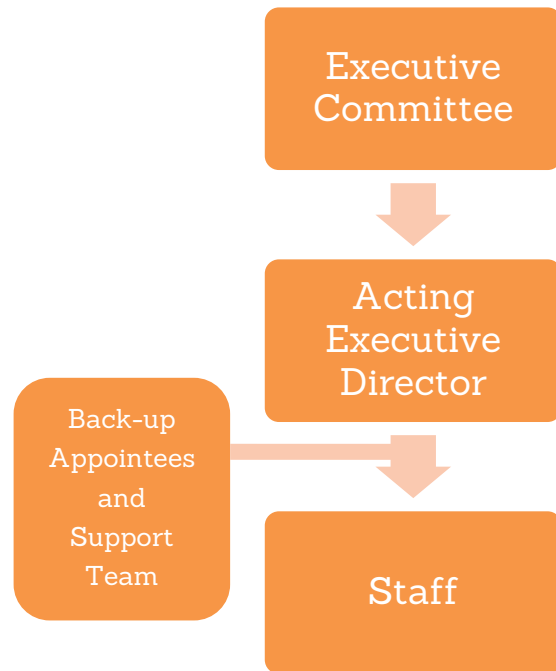 Executive
Committee
Acting
Executive
Director
Back-up
Appointees
and
Support
Team
Staff